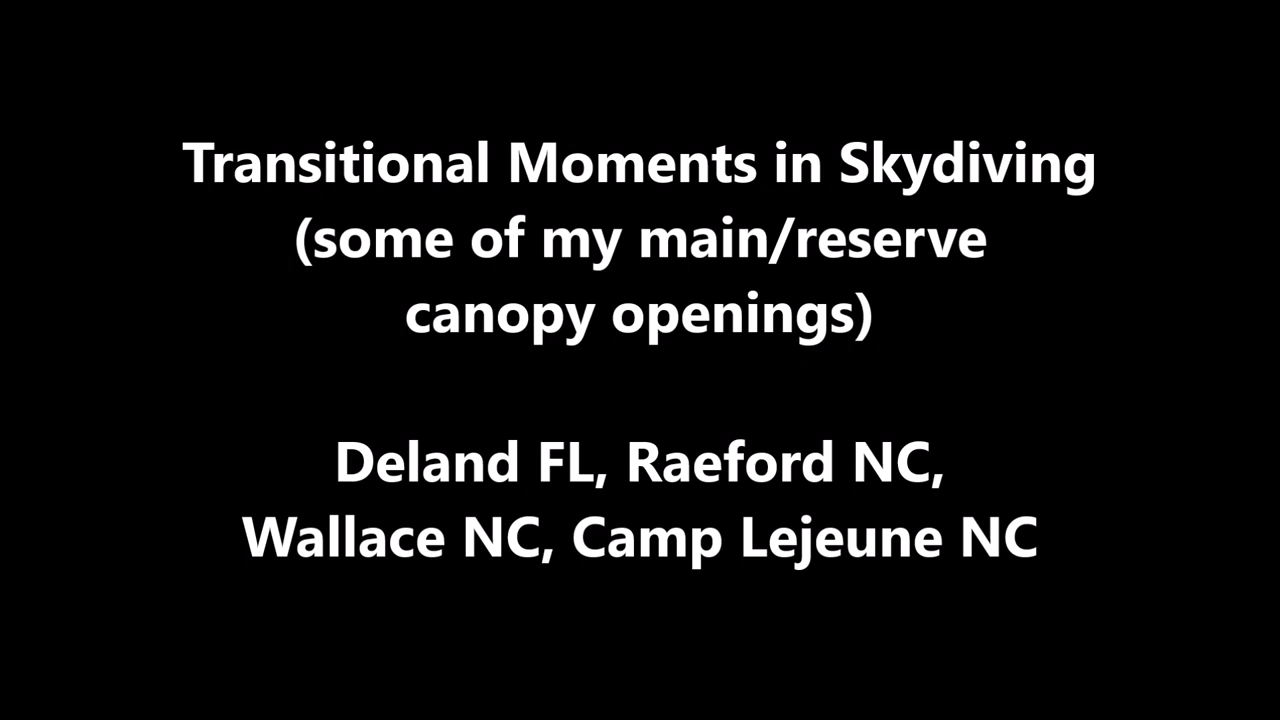 Transitional Moments in Skydiving
(some of my main/reserve
canopy openings)
Deland FL, Raeford NC,
Wallace NC, Camp Lejeune NC